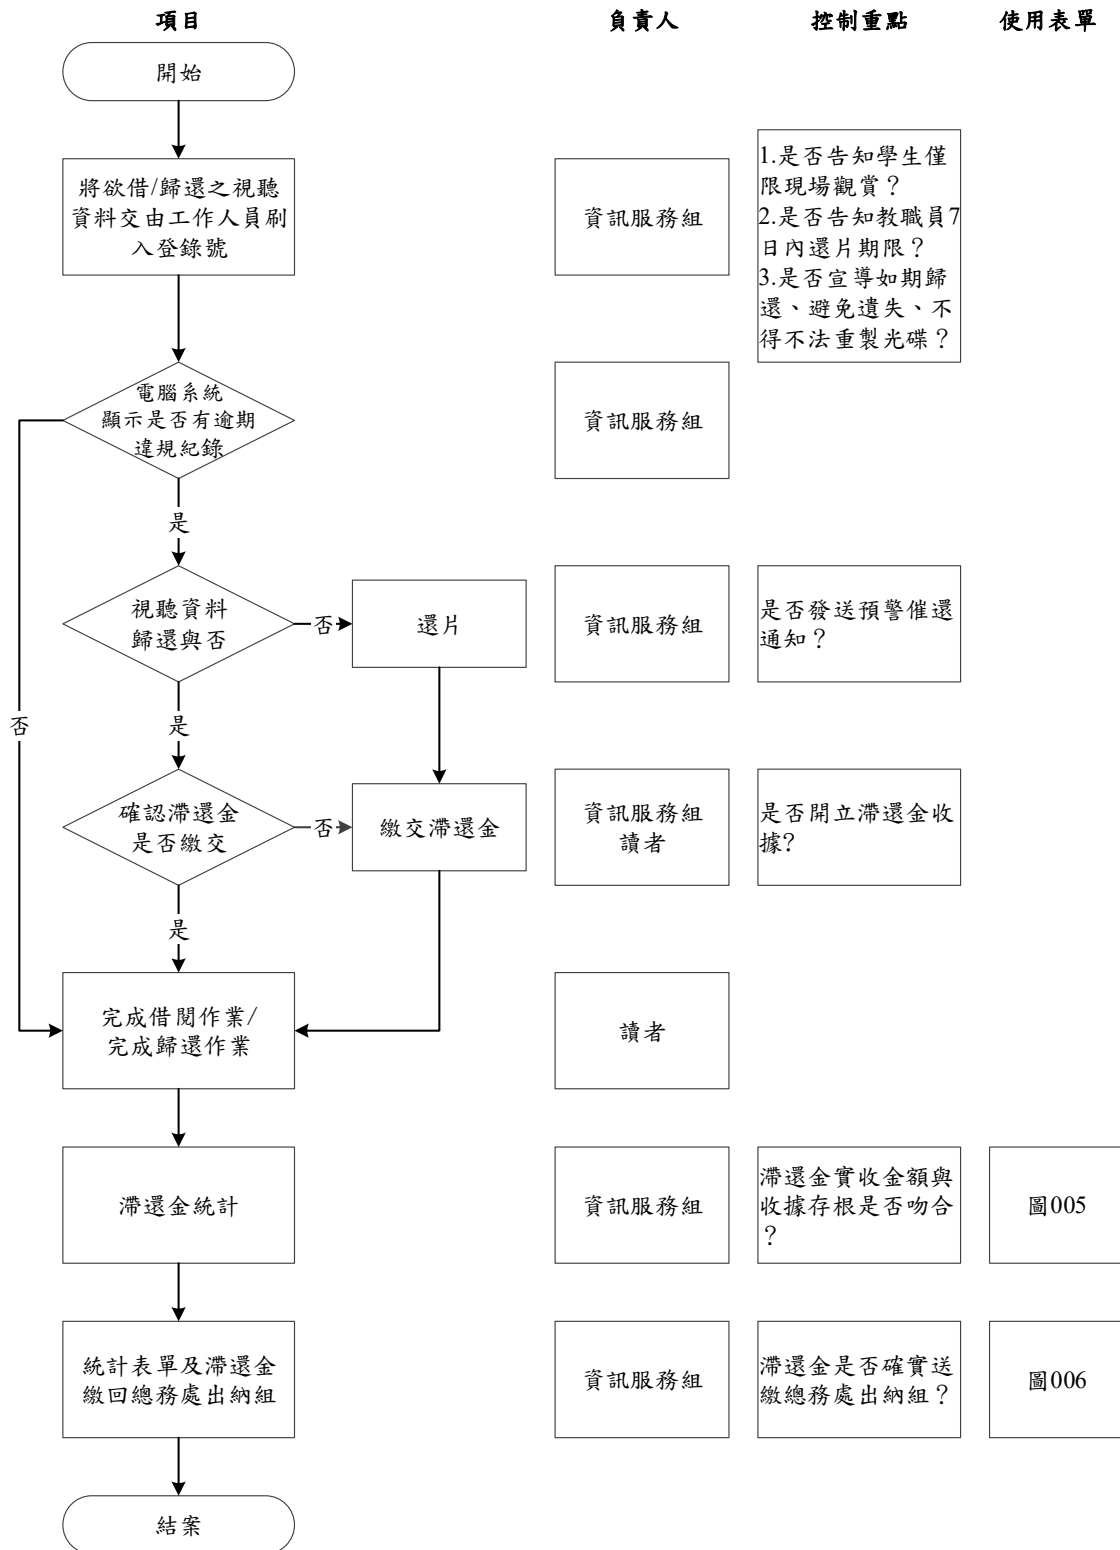 項目
負責人
控制重點
使用表單
開始
將欲借/歸還之視聽
資料交由工作人員刷
入登錄號
資訊服務組
1.是否告知學生僅
限現場觀賞？
2.是否告知教職員7
日內還片期限？
3.是否宣導如期歸
還、避免遺失、不
得不法重製光碟？
電腦系統
顯示是否有逾期
違規紀錄
資訊服務組
是
視聽資料
歸還與否
否
還片
資訊服務組
是否發送預警催還
通知？
否
是
確認滯還金
是否繳交
否
繳交滯還金
資訊服務組
讀者
是否開立滯還金收
據?
是
完成借閱作業/
完成歸還作業
讀者
滯還金統計
資訊服務組
滯還金實收金額與
收據存根是否吻合
？
圖005
統計表單及滯還金
繳回總務處出納組
資訊服務組
滯還金是否確實送
繳總務處出納組？
圖006
結案